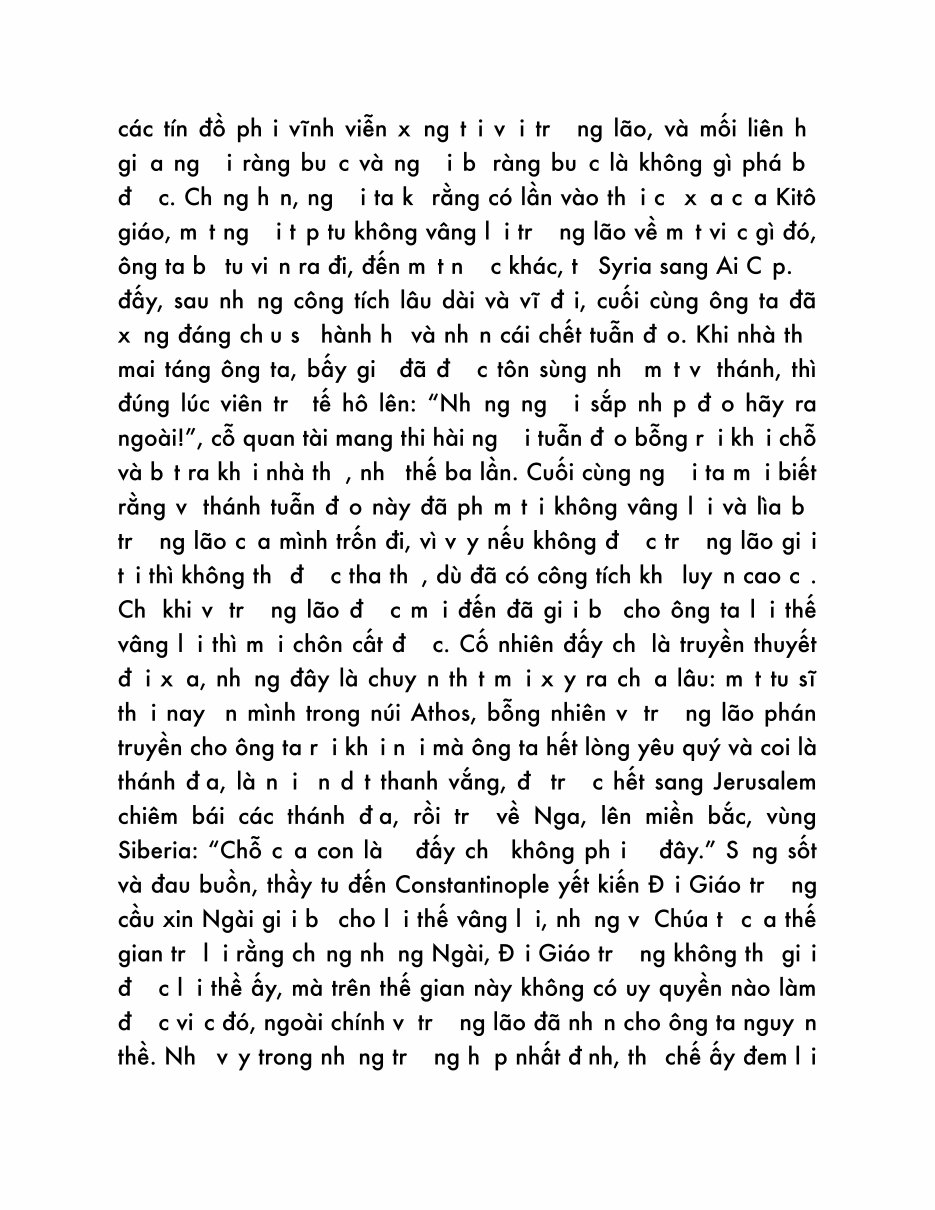 các tín đồ ph i vĩnh viễn x ng t i v i tr ng lão, và mối liên h
gi a ng i ràng bu c và ng i b ràng bu c là không gì phá b
đ c. Ch ng h n, ng i ta k rằng có lần vào th i c x a c a Kitô
giáo, m t ng i t p tu không vâng l i tr ng lão về m t vi c gì đó,
ông ta b tu vi n ra đi, đến m t n c khác, t Syria sang Ai C p.
đấy, sau nh ng công tích lâu dài và vĩ đ i, cuối cùng ông ta đã
x ng đáng ch u s hành h và nh n cái chết tuẫn đ o. Khi nhà th
mai táng ông ta, bấy gi đã đ c tôn sùng nh m t v thánh, thì
đúng lúc viên tr tế hô lên: “Nh ng ng i sắp nh p đ o hãy ra
ngoài!”, cỗ quan tài mang thi hài ng i tuẫn đ o bỗng r i kh i chỗ
và b t ra kh i nhà th , nh thế ba lần. Cuối cùng ng i ta m i biết
rằng v thánh tuẫn đ o này đã ph m t i không vâng l i và lìa b
tr ng lão c a mình trốn đi, vì v y nếu không đ c tr ng lão gi i
t i thì không th đ c tha th , dù đã có công tích kh luy n cao c .
Ch khi v tr ng lão đ c m i đến đã gi i b cho ông ta l i thế
vâng l i thì m i chôn cất đ c. Cố nhiên đấy ch là truyền thuyết
đ i x a, nh ng đây là chuy n th t m i x y ra ch a lâu: m t tu sĩ
th i nay n mình trong núi Athos, bỗng nhiên v tr ng lão phán
truyền cho ông ta r i kh i n i mà ông ta hết lòng yêu quý và coi là
thánh đ a, là n i n d t thanh vắng, đ tr c hết sang Jerusalem
chiêm bái các thánh đ a, rồi tr về Nga, lên miền bắc, vùng
Siberia: “Chỗ c a con là đấy ch không ph i đây.” S ng sốt
và đau buồn, thầy tu đến Constantinople yết kiến Đ i Giáo tr ng
cầu xin Ngài gi i b cho l i thế vâng l i, nh ng v Chúa t c a thế
gian tr l i rằng ch ng nh ng Ngài, Đ i Giáo tr ng không th gi i
đ c l i thề ấy, mà trên thế gian này không có uy quyền nào làm
đ c vi c đó, ngoài chính v tr ng lão đã nh n cho ông ta nguy n
thề. Nh v y trong nh ng tr ng h p nhất đ nh, th chế ấy đem l i